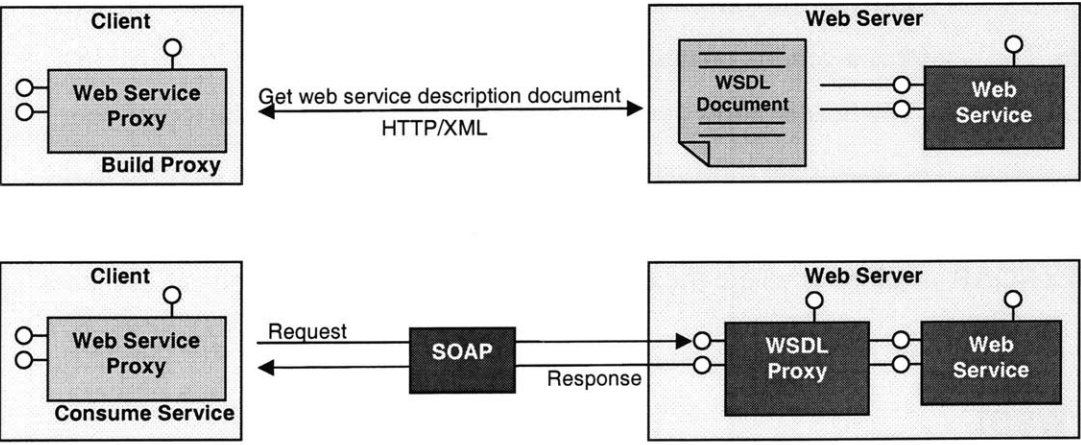 Client
Web Service
Proxy
Build Proxy
Get web service description document
HTTP/XML
Web Server
WSDL
Document
Web
Service
Client
Web Service
Proxy
Consume Service
Request
SOAP
Response
Web Server
WSDL
Proxy
Web
Service